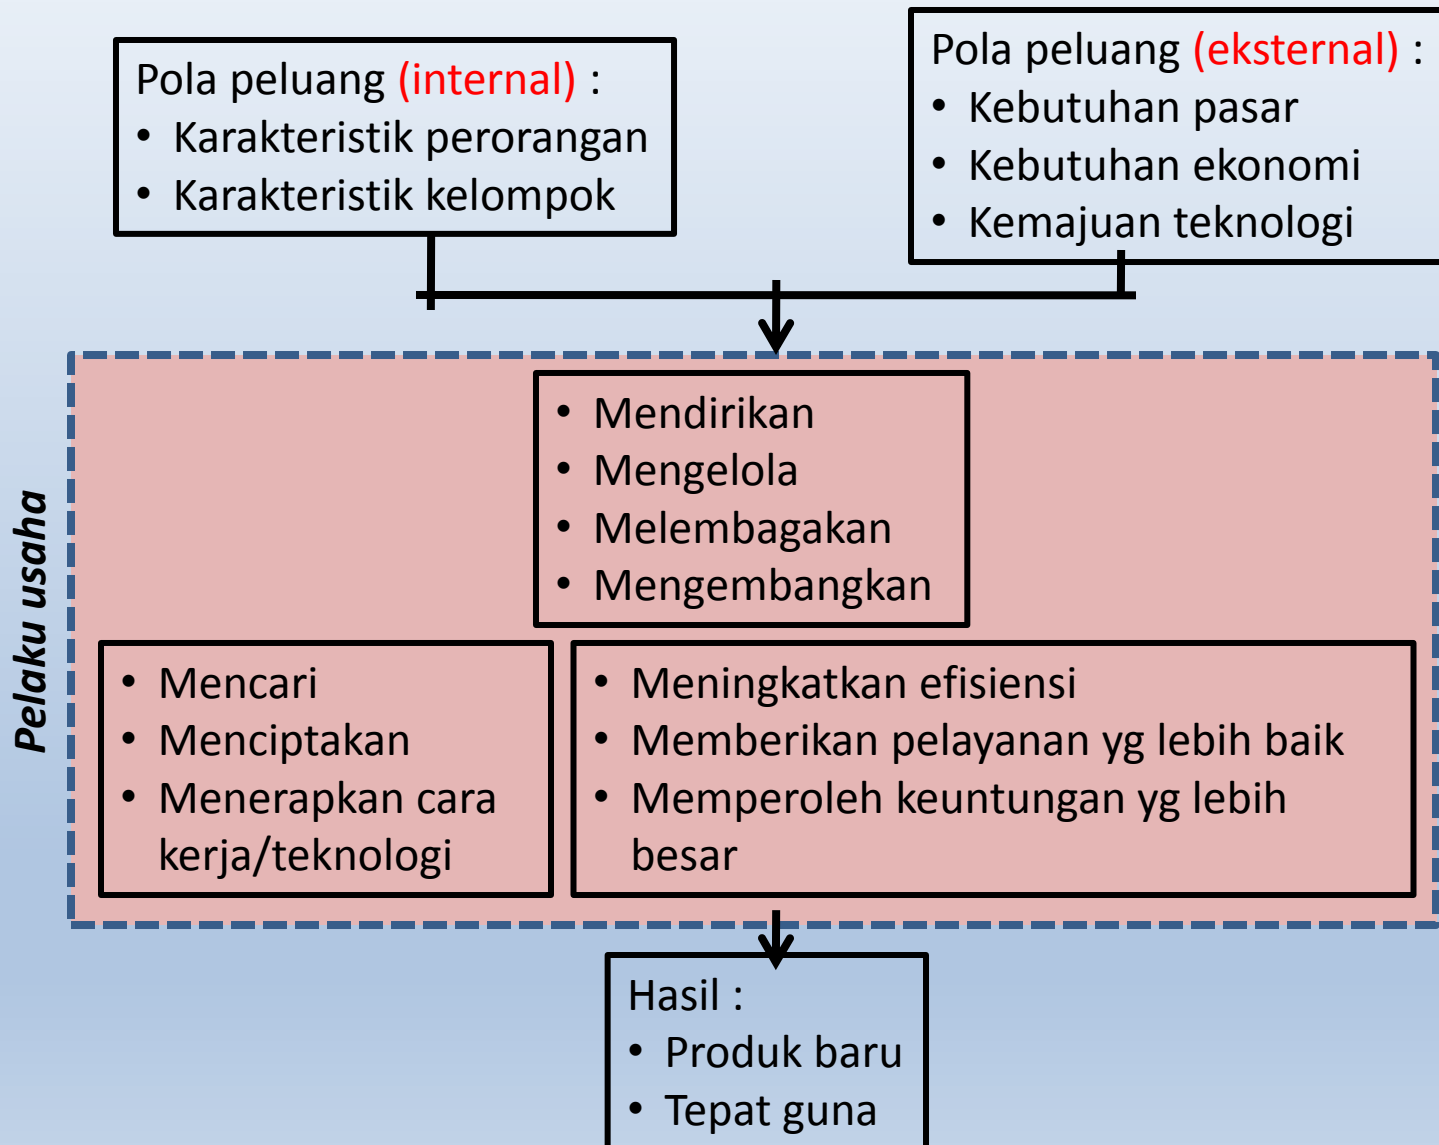 Pola peluang (internal) :
• Karakteristik perorangan
• Karakteristik kelompok
Pola peluang (eksternal) :
• Kebutuhan pasar
• Kebutuhan ekonomi
• Kemajuan teknologi
Pelaku usaha
• Mendirikan
• Mengelola
• Melembagakan
• Mengembangkan
• Mencari
• Menciptakan
• Menerapkan cara
kerja/teknologi
• Meningkatkan efisiensi
• Memberikan pelayanan yg lebih baik
• Memperoleh keuntungan yg lebih
besar
Hasil :
• Produk baru
• Tepat guna